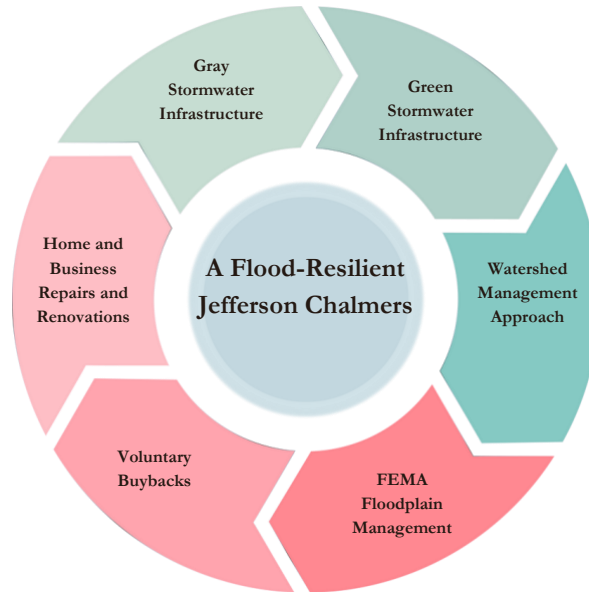 Gray
Stormwater
Infrastructure
Green
Stormwater
Infrastructure
Home and
Business
Repairs and
Renovations
A Flood-Resilient
Jefferson Chalmers
Watershed
Management
Approach
Voluntary
Buybacks
FEMA
Floodplain
Management